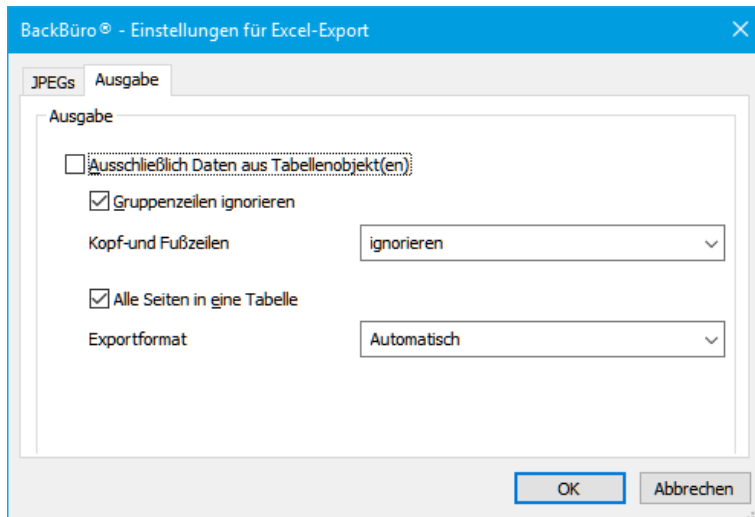 BackBüro® - Einstellungen für Excel-Export
JPEGs Ausgabe
Ausgabe
Ausschließlich Daten aus Tabellenobjekt(en)
Gruppenzeilen ignorieren
Kopf-und Fußzeilen ignorieren
Alle Seiten in eine Tabelle
Exportformat Automatisch
OK Abbrechen